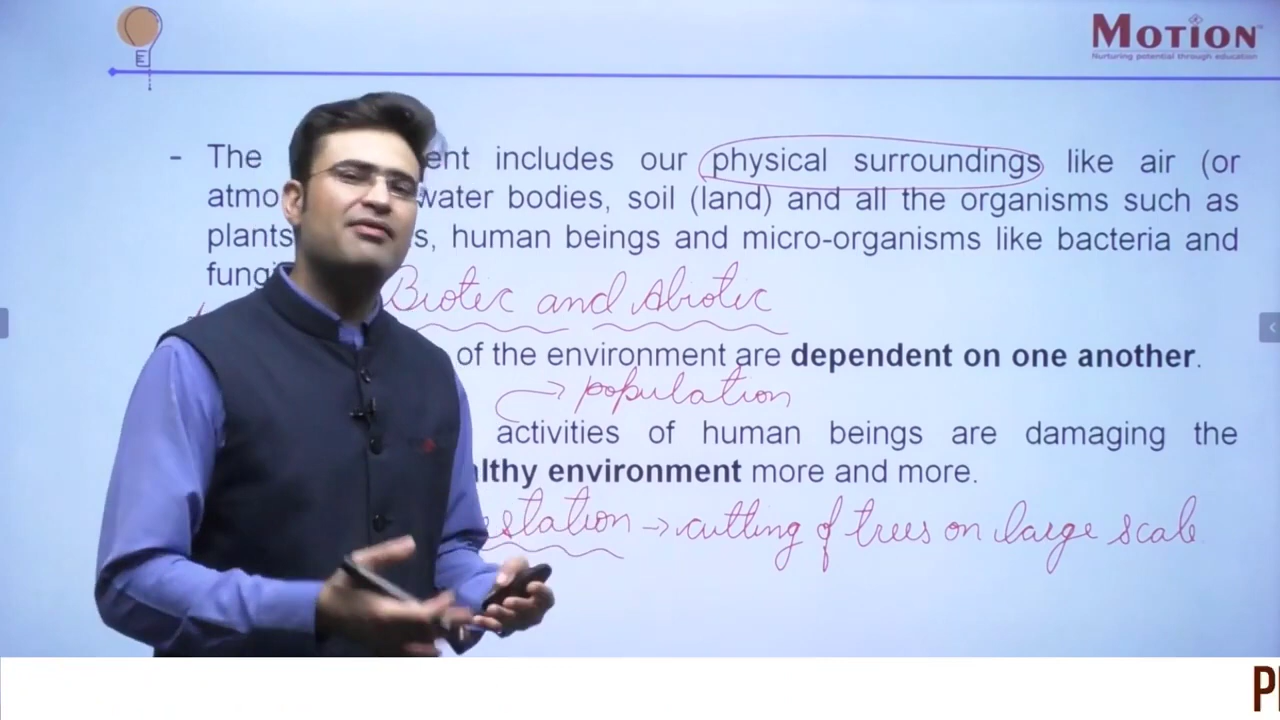 MOTION
Nurturing potential through education
- The ent includes our physical surroundings like air (or
atmo water bodies, soil (land) and all the organisms such as
plants s, human beings and micro-organisms like bacteria and
fungi
Biotic and Abiotic
of the environment are dependent on one another.
→ population
activities of human beings are damaging the
lthy environment more and more.
estation → cutting of trees on large scale